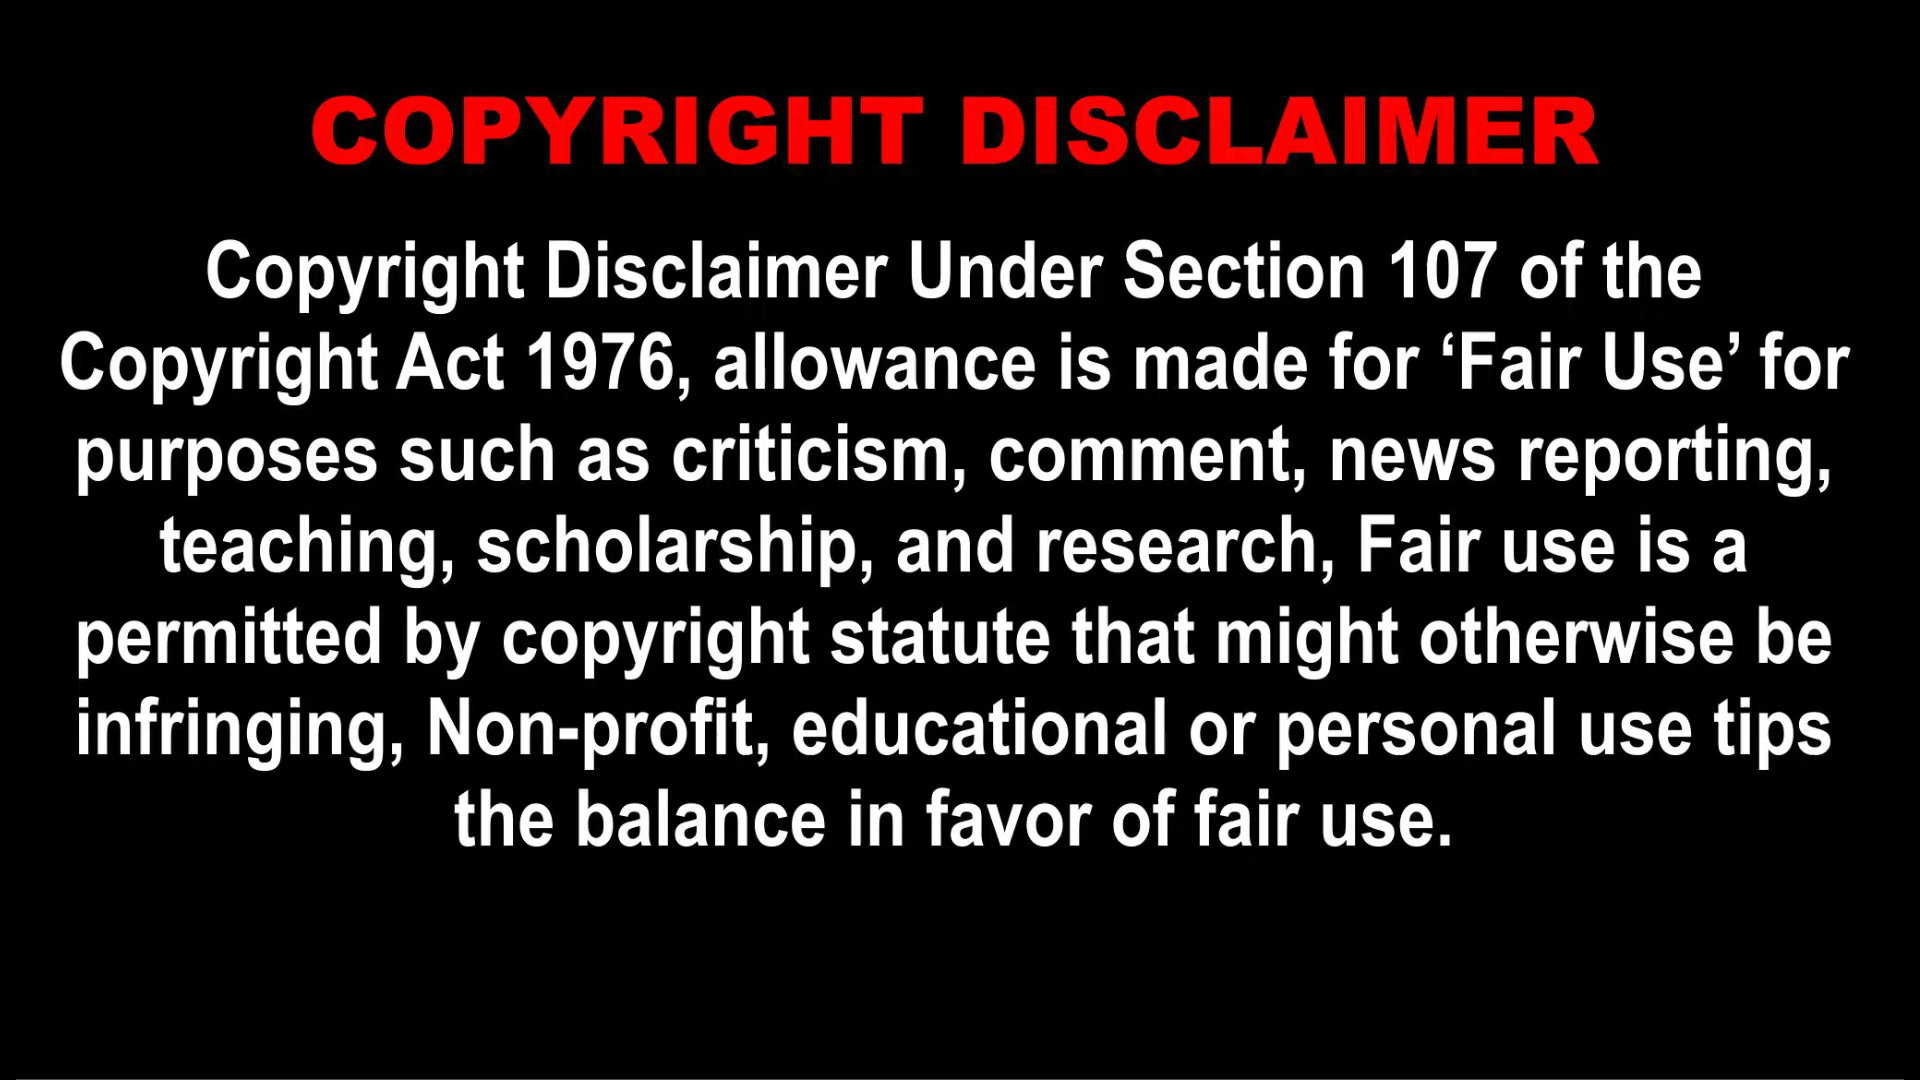 COPYRIGHT DISCLAIMER
Copyright Disclaimer Under Section 107 of the
Copyright Act 1976, allowance is made for ‘Fair Use’ for
purposes such as criticism, comment, news reporting,
teaching, scholarship, and research, Fair use is a
permitted by copyright statute that might otherwise be
infringing, Non-profit, educational or personal use tips
the balance in favor of fair use.